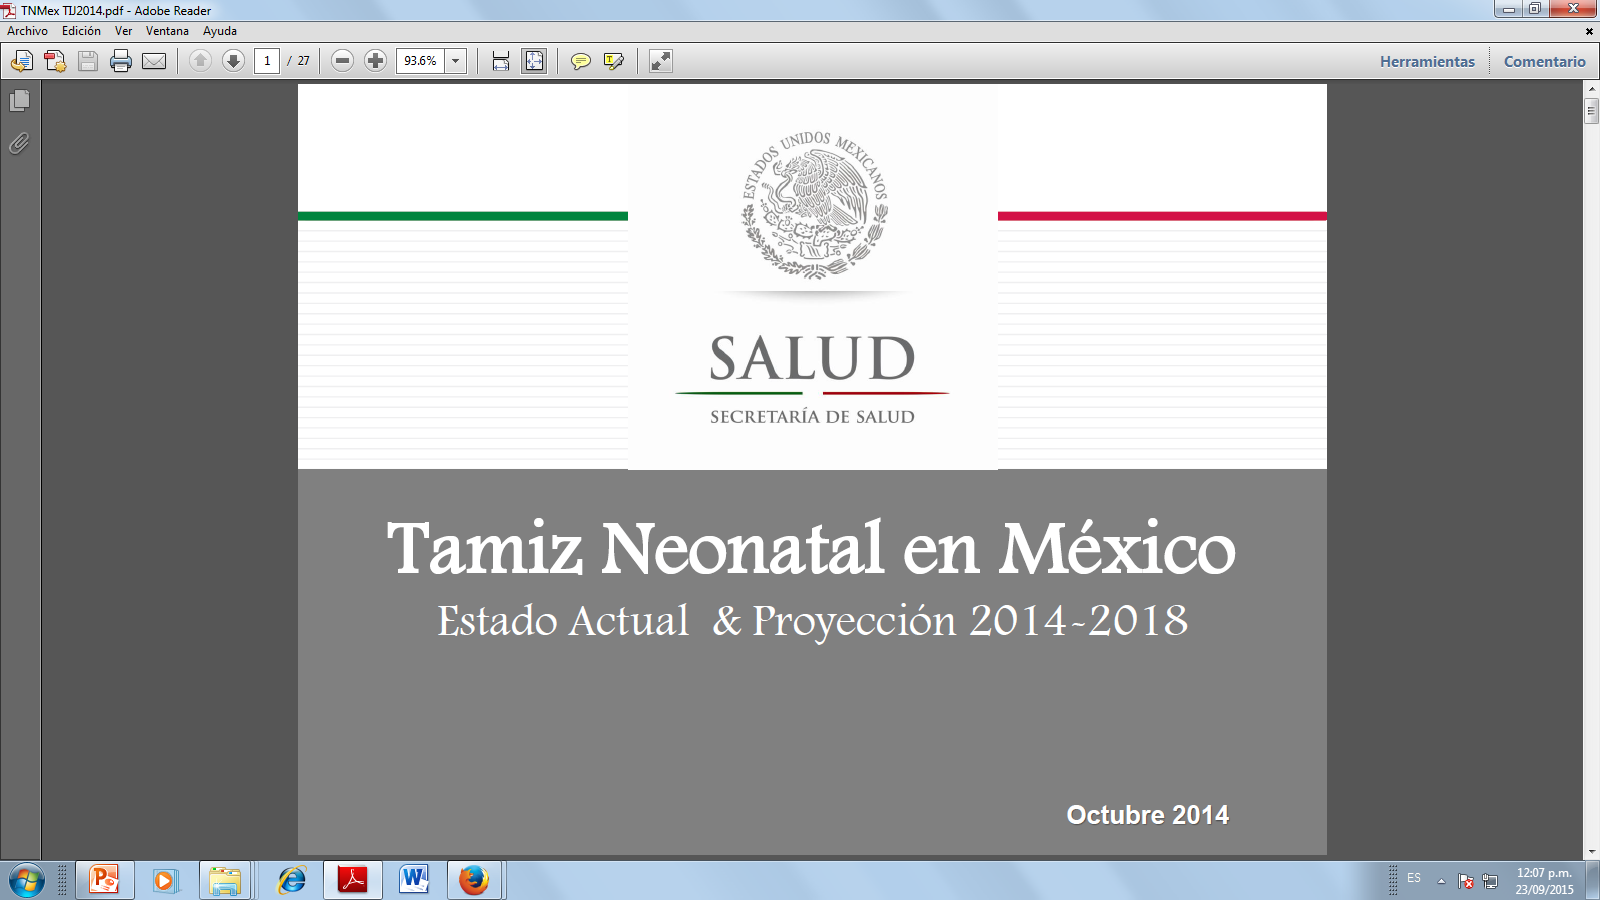 TNMex TIJ2014.pdf - Adobe Reader
Archivo Edición Ver Ventana Ayuda
1 / 27 93.6% Herramientas Comentario
ESTADOS UNIDOS MEXICANOS
SALUD
SECRETARÍA DE SALUD
Tamiz Neonatal en México
Estado Actual & Proyección 2014-2018
Octubre 2014
ES 12:07 p.m.
23/09/2015